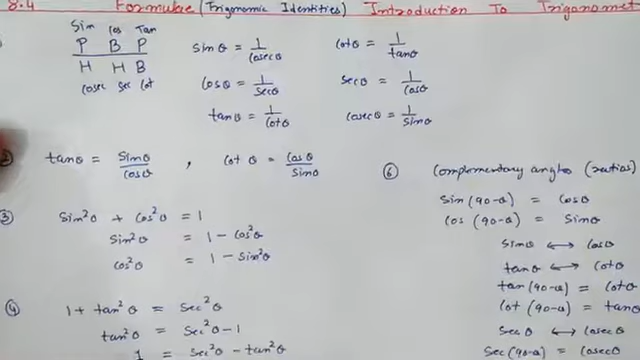 8.4 Formulae (Trigonomic Identities) Introduction To Trigonomet
Sin Cos Tan
P B P
H H B
Cosec Sec Cot
sinθ = 1/cosecθ
cosθ = 1/secθ
tanθ = 1/cotθ
cotθ = 1/tanθ
secθ = 1/cosθ
cosecθ = 1/sinθ
② tanθ = sinθ/cosθ , cot θ = cosθ/sinθ
③ sin²θ + cos²θ = 1
sin²θ = 1 - cos²θ
cos²θ = 1 - sin²θ
④ 1 + tan²θ = sec²θ
tan²θ = sec²θ - 1
1 = sec²θ - tan²θ
⑥ Complementary angles (ratios)
sin(90-θ) = cosθ
cos(90-θ) = sinθ
sinθ ↔ cosθ
tanθ ↔ cotθ
tan(90-θ) = cotθ
cot(90-θ) = tanθ
secθ ↔ cosecθ
sec(90-θ) = cosecθ